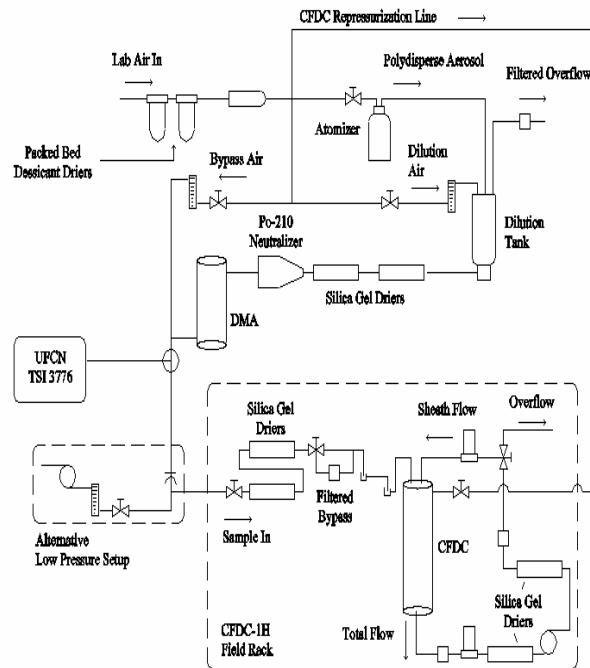 CFDC Repressurization Line
Lab Air In
Polydisperse Aerosol
Filtered Overflow
Atomizer
Packed Bed
Dessicant Driers
Bypass Air
Dilution
Air
Po-210
Neutralizer
Dilution
Tank
Silica Gel Driers
DMA
UFCN
TSI 3776
Silica Gel
Driers
Sheath Flow
Overflow
Filtered
Bypass
Sample In
CFDC
Alternative
Low Pressure Setup
Silica Gel
Driers
CFDC-1H
Field Rack
Total Flow